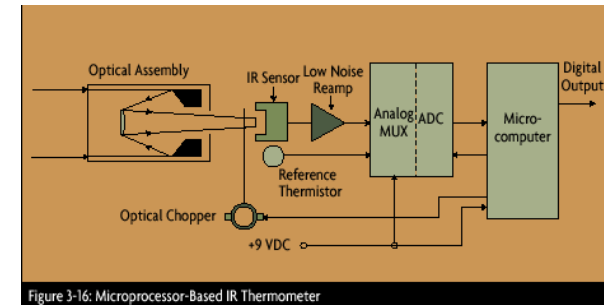 Optical Assembly
IR Sensor
Low Noise
Reamp
Analog
MUX
ADC
Micro-
computer
Digital
Output
Reference
Thermistor
Optical Chopper
+9 VDC
Figure 3-16: Microprocessor-Based IR Thermometer